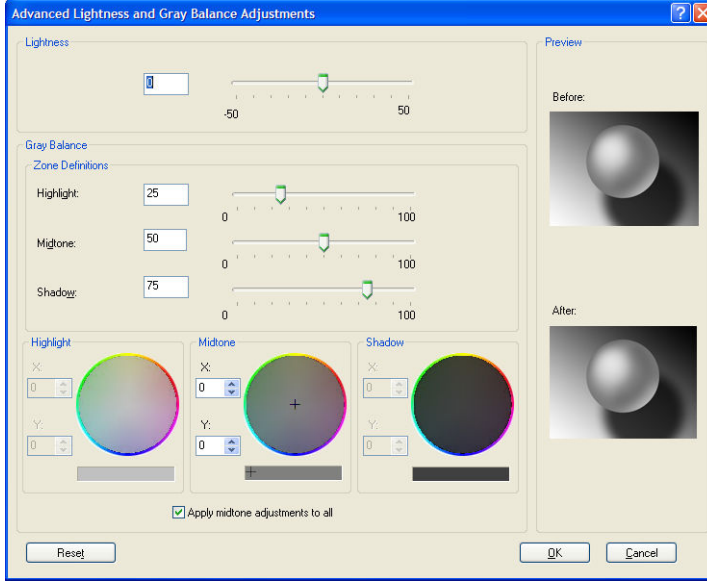 Advanced Lightness and Gray Balance Adjustments
Lightness
0
-50
50
Gray Balance
Zone Definitions
Highlight:
25
0
100
Midtone:
50
0
100
Shadow:
75
0
100
Highlight
X:
0
Y:
0
Midtone
X:
0
Y:
0
Shadow
X:
0
Y:
0
Apply midtone adjustments to all
Preview
Before:
After:
Reset
OK
Cancel